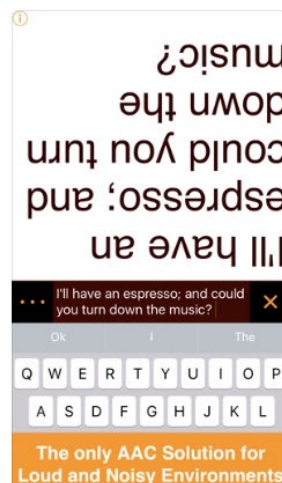 I'll have an
espresso; and
could you turn
down the
music?
I'll have an espresso; and could
you turn down the music?
Ok I The
Q W E R T Y U I O P
A S D F G H J K L
The only AAC Solution for
Loud and Noisy Environments